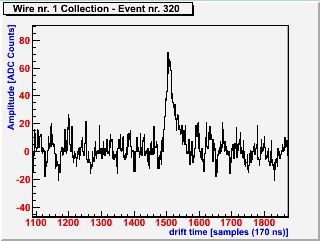 Wire nr. 1 Collection - Event nr. 320
Amplitude [ADC Counts]
80
60
40
20
0
-20
-40
1100 1200 1300 1400 1500 1600 1700 1800
drift time [samples (170 ns)]